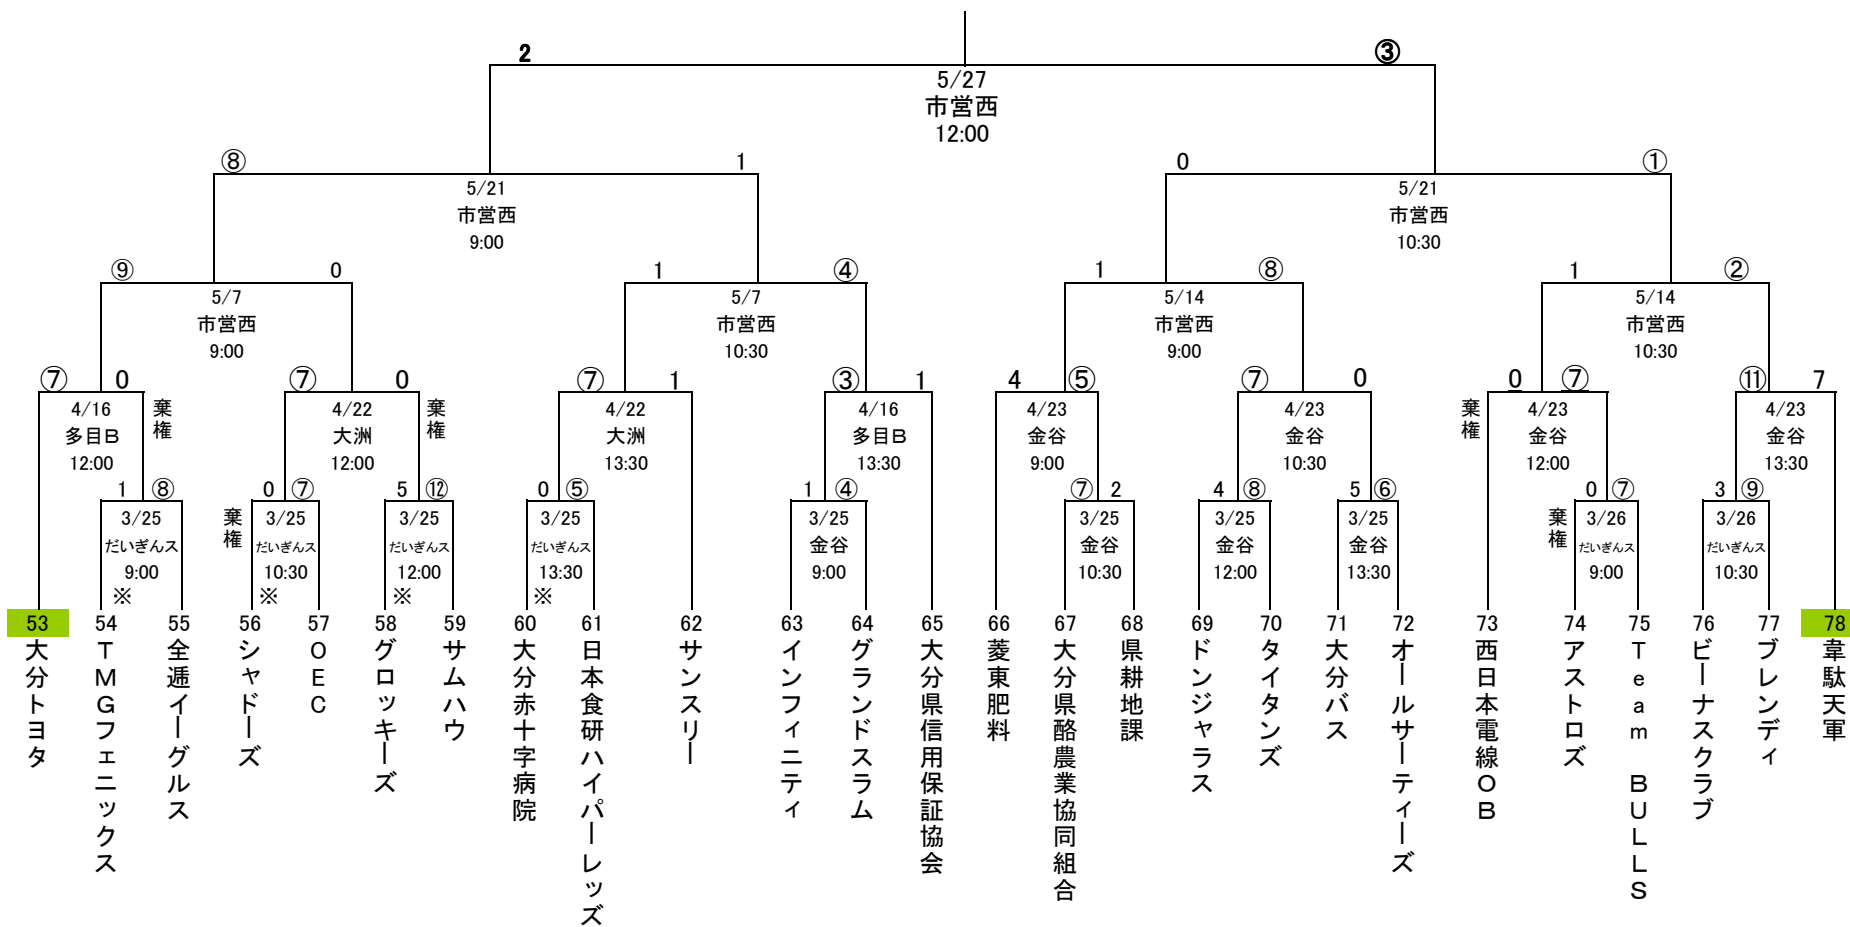 2 ③
5/27
市営西
12:00
⑧ 1 0 ①
5/21 5/21
市営西 市営西
9:00 10:30
⑨ 0 1 ④ 1 ⑧ 1 ②
5/7 5/7 5/14 5/14
市営西 市営西 市営西 市営西
9:00 10:30 9:00 10:30
⑦ 0 ⑦ 0 ⑦ 1 ③ 1 4 ⑤ ⑦ 0 0 ⑦ ⑪ 7
4/16 棄権 4/22 棄権 4/22 4/16 4/23 4/23 棄権 4/23 4/23
多目B 大洲 大洲 多目B 金谷 金谷 金谷 金谷
12:00 12:00 13:30 13:30 9:00 10:30 12:00 13:30
1 ⑧ 0 ⑦ 5 ⑫ 0 ⑤ 1 ④ ⑦ 2 4 ⑧ 5 ⑥ 0 ⑦ 3 ⑨
3/25 棄権 3/25 3/25 3/25 3/25 3/25 3/25 3/25 棄権 3/26 3/26
だいぎんス だいぎんス だいぎんス だいぎんス 金谷 金谷 金谷 金谷 だいぎんス だいぎんス
9:00 10:30 12:00 13:30 9:00 10:30 12:00 13:30 9:00 10:30
※ ※ ※ ※
53 大分トヨタ
54 TMGフェニックス
55 全逓イーグルス
56 シャドーズ
57 OEC
58 グロッキーズ
59 サムハウ
60 大分赤十字病院
61 日本食研ハイパーレッズ
62 サンスリー
63 インフィニティ
64 グランドスラム
65 大分県信用保証協会
66 菱東肥料
67 大分県酪農業協同組合
68 県耕地課
69 ドンジャラス
70 タイタンズ
71 大分バス
72 オールサーティーズ
73 西日本電線OB
74 アストロズ
75 Team BULLS
76 ビーナスクラブ
77 ブレンディ
78 韋駄天軍